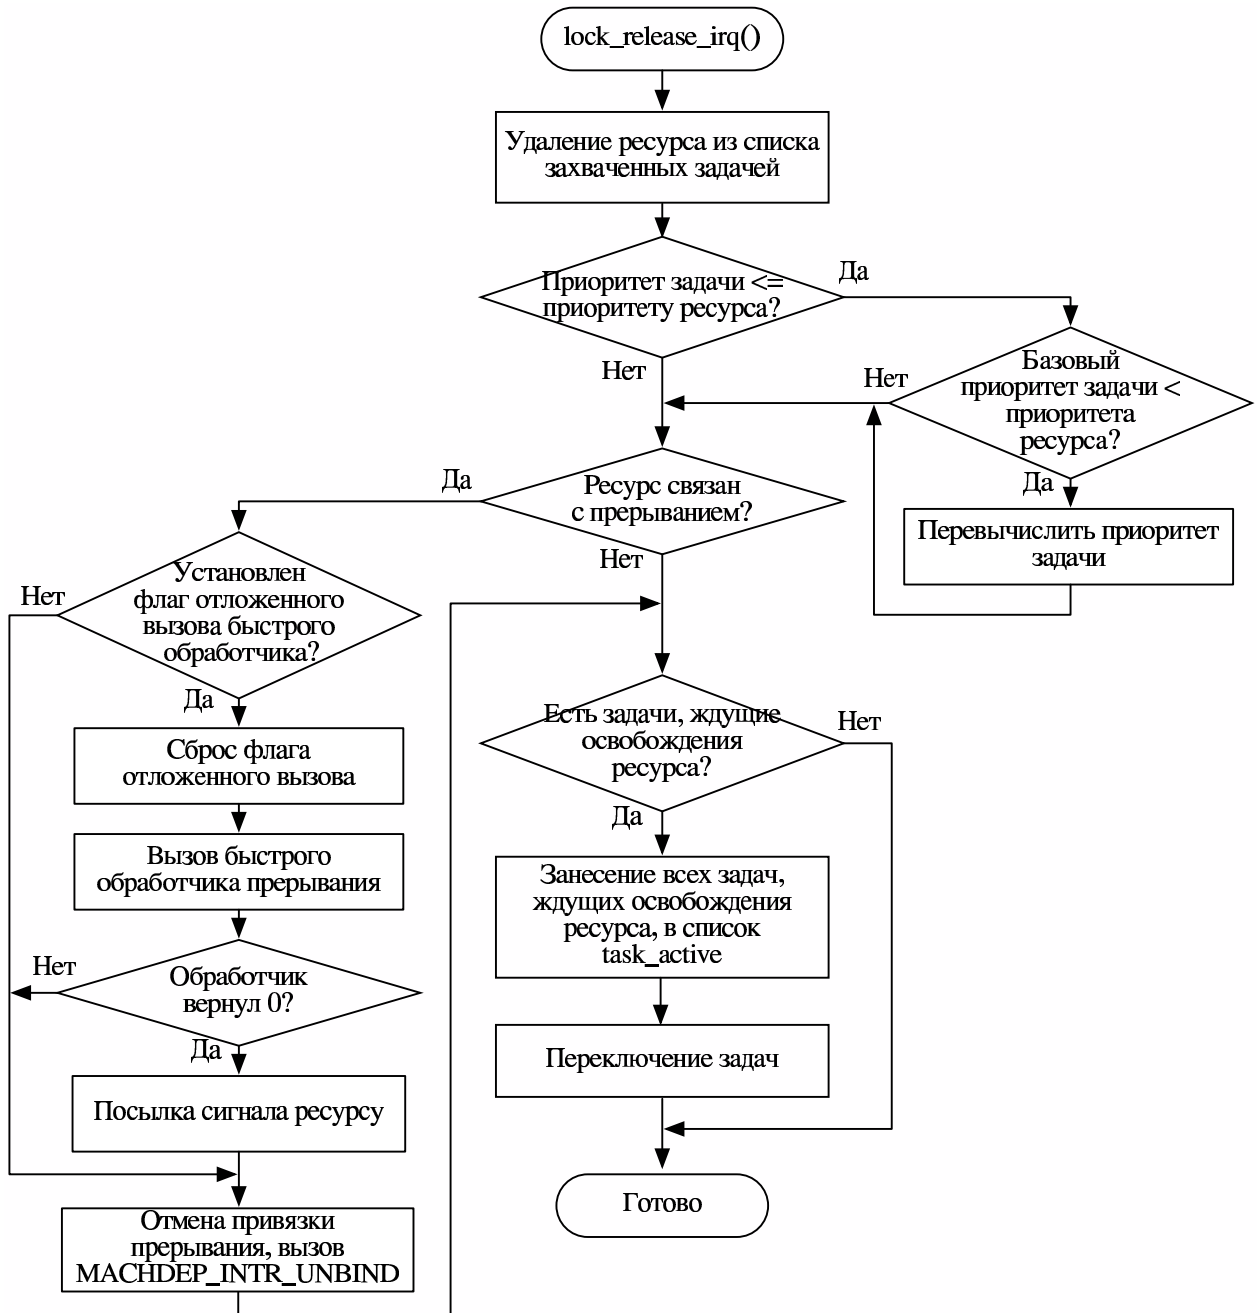 lock_release_irq()
Удаление ресурса из списка
захваченных задачей
Приоритет задачи <=
приоритету ресурса?
Да
Нет
Базовый
приоритет задачи <
приоритета
ресурса?
Нет
Да
Перевычислить приоритет
задачи
Ресурс связан
с прерыванием?
Да
Нет
Установлен
флаг отложенного
вызова быстрого
обработчика?
Нет
Да
Сброс флага
отложенного вызова
Вызов быстрого
обработчика прерывания
Обработчик
вернул 0?
Нет
Да
Посылка сигнала ресурсу
Отмена привязки
прерывания, вызов
MACHDEP_INTR_UNBIND
Есть задачи, ждущие
освобождения
ресурса?
Нет
Да
Занесение всех задач,
ждущих освобождения
ресурса, в список
task_active
Переключение задач
Готово